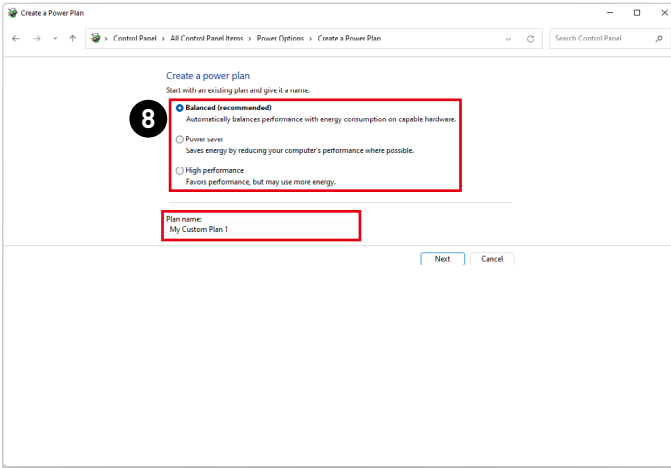 Create a Power Plan
Control Panel > All Control Panel Items > Power Options > Create a Power Plan
Search Control Panel
Create a power plan
Start with an existing plan and give it a name.
8
Balanced (recommended)
Automatically balances performance with energy consumption on capable hardware.
Power saver
Saves energy by reducing your computer's performance where possible.
High performance
Favors performance, but may use more energy.
Plan name:
My Custom Plan 1
Next Cancel